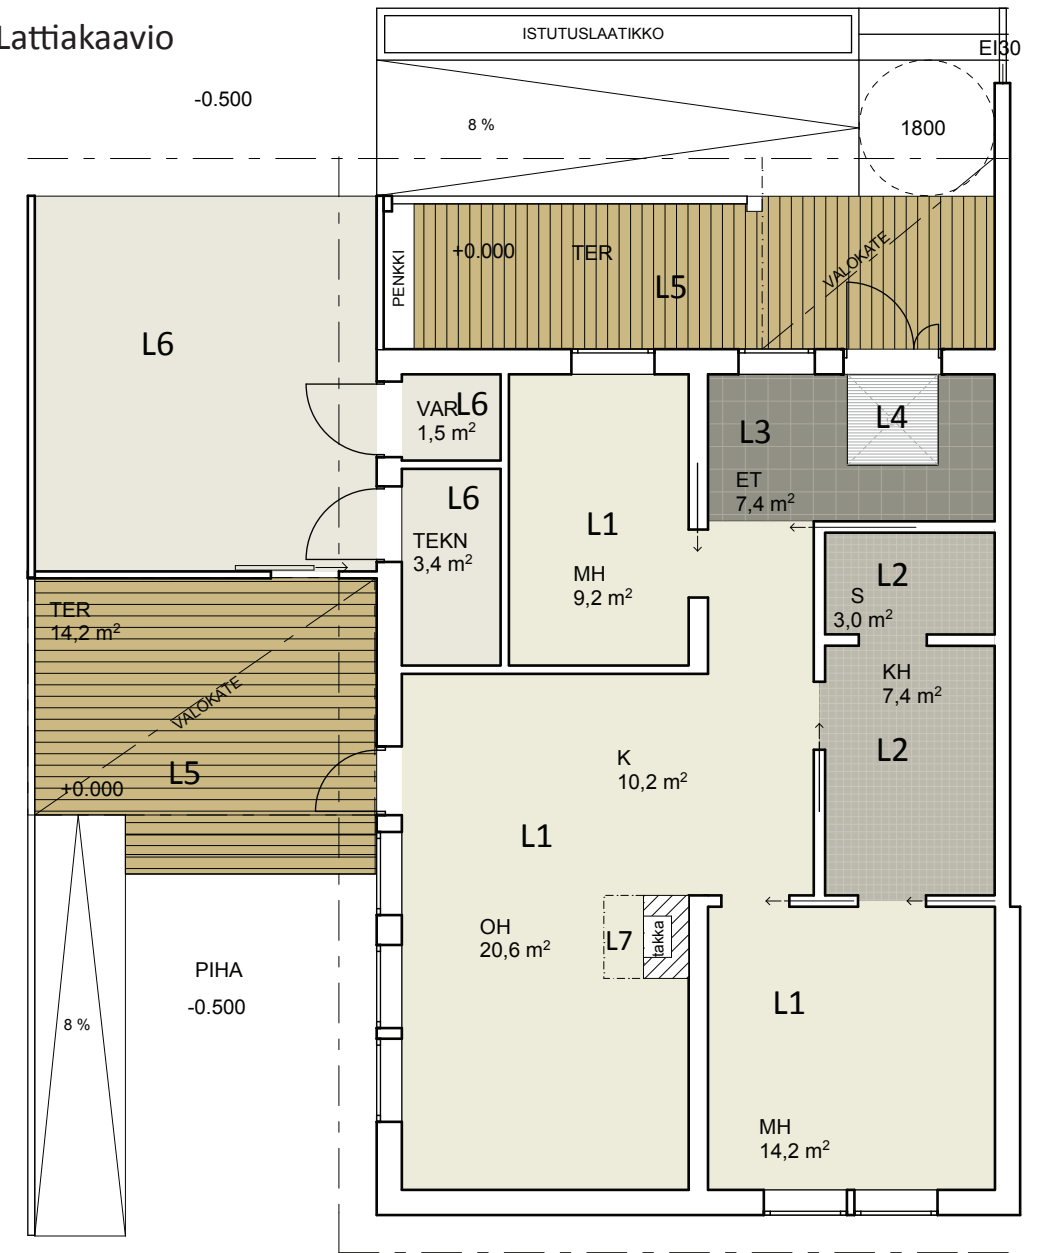 Lattiakaavio
ISTUTUSLAATIKKO
EI30
-0.500
8 %
1800
PENKKI
+0.000
TER
L5
VALOKATE
L6
VAR
L6
1,5 m²
L3
L4
ET
7,4 m²
L6
TEKN
3,4 m²
L1
MH
9,2 m²
L2
S
3,0 m²
TER
14,2 m²
VALOKATE
L5
+0.000
KH
7,4 m²
L2
K
10,2 m²
L1
OH
20,6 m²
L7
takka
PIHA
-0.500
8 %
L1
MH
14,2 m²